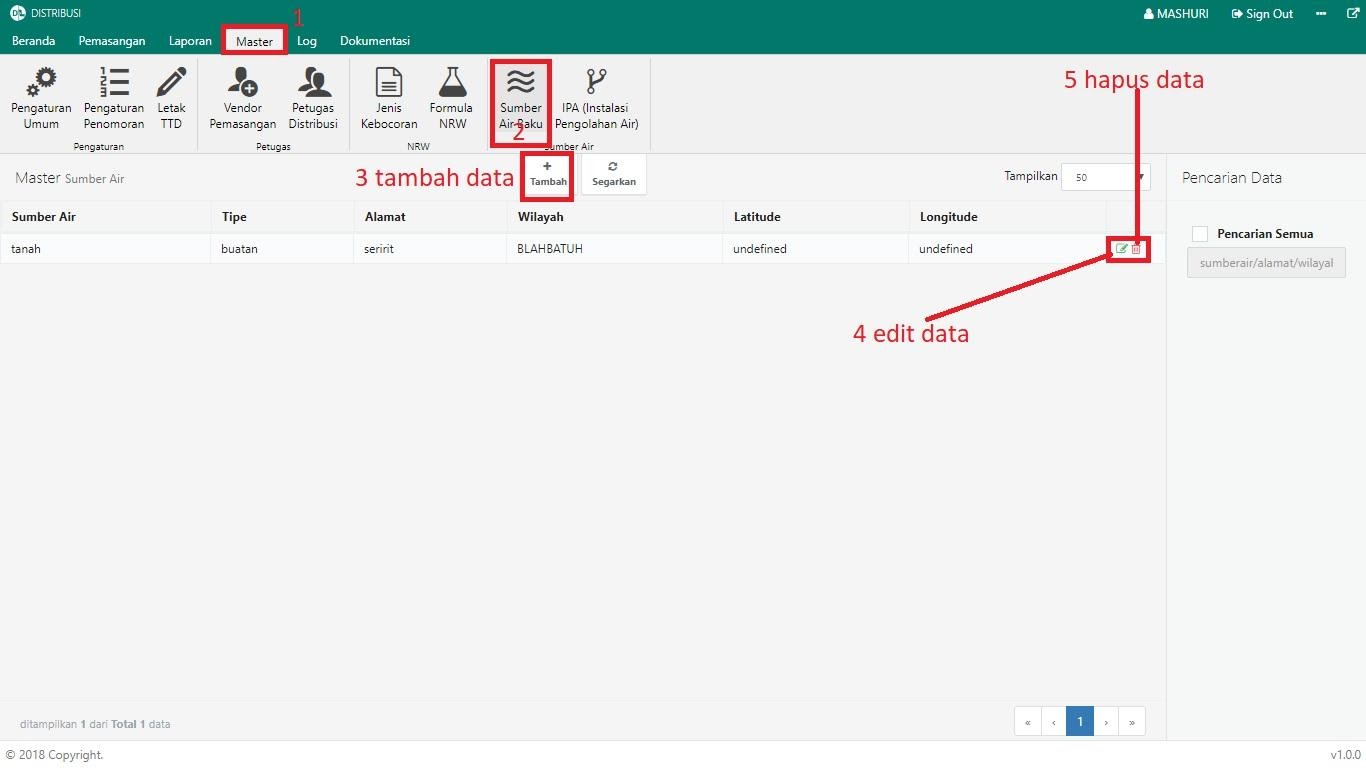 DISTRIBUSI
MASHURI Sign Out
1
Beranda Pemasangan Laporan Master Log Dokumentasi
Pengaturan Umum
Pengaturan Penomoran
Letak TTD
Pengaturan
Vendor Pemasangan
Petugas Distribusi
Petugas
Jenis Kebocoran
Formula NRW
NRW
Sumber Air Baku
2
IPA (Instalasi Pengolahan Air)
Sumber Air
5 hapus data
Master Sumber Air
3 tambah data
Tambah
Segarkan
Tampilkan 50
Pencarian Data
Sumber Air Tipe Alamat Wilayah Latitude Longitude
tanah buatan seririt BLAHBATUH undefined undefined
Pencarian Semua
sumberair/alamat/wilayal
4 edit data
ditampilkan 1 dari Total 1 data
« ‹ 1 › »
© 2018 Copyright.
v1.0.0